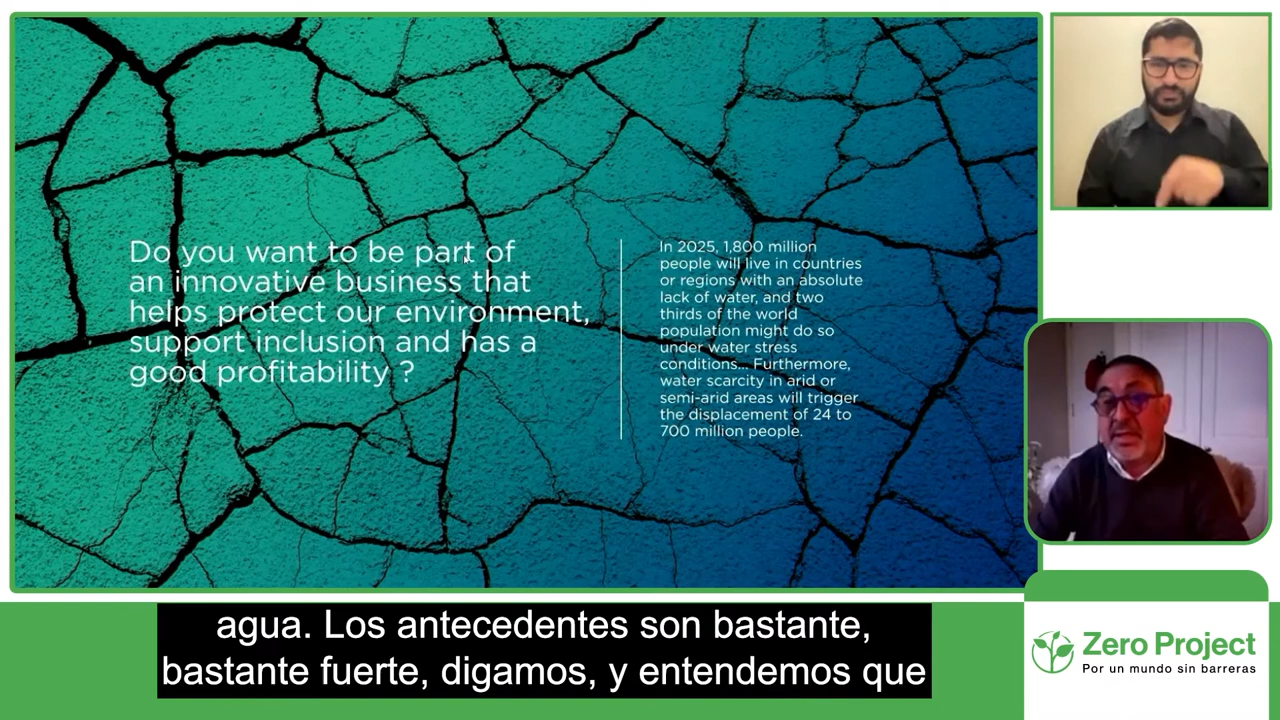 Do you want to be part of
an innovative business that
helps protect our environment,
support inclusion and has a
good profitability ?
In 2025, 1,800 million
people will live in countries
or regions with an absolute
lack of water, and two
thirds of the world
population might do so
under water stress
conditions... Furthermore,
water scarcity in arid or
semi-arid areas will trigger
the displacement of 24 to
700 million people.
agua. Los antecedentes son bastante,
bastante fuerte, digamos, y entendemos que
Zero Project
Por un mundo sin barreras